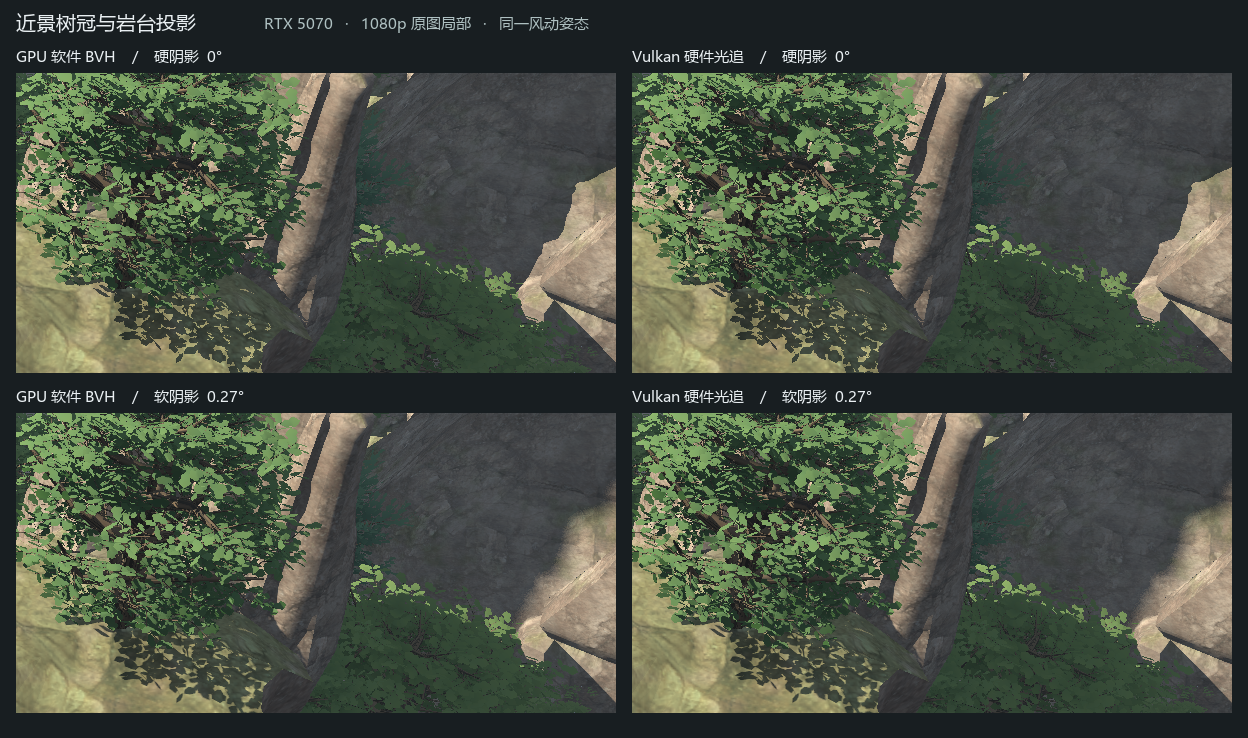 近景树冠与岩台投影 RTX 5070 · 1080p 原图局部 · 同一风动姿态
GPU 软件 BVH / 硬阴影 0°
Vulkan 硬件光追 / 硬阴影 0°
GPU 软件 BVH / 软阴影 0.27°
Vulkan 硬件光追 / 软阴影 0.27°